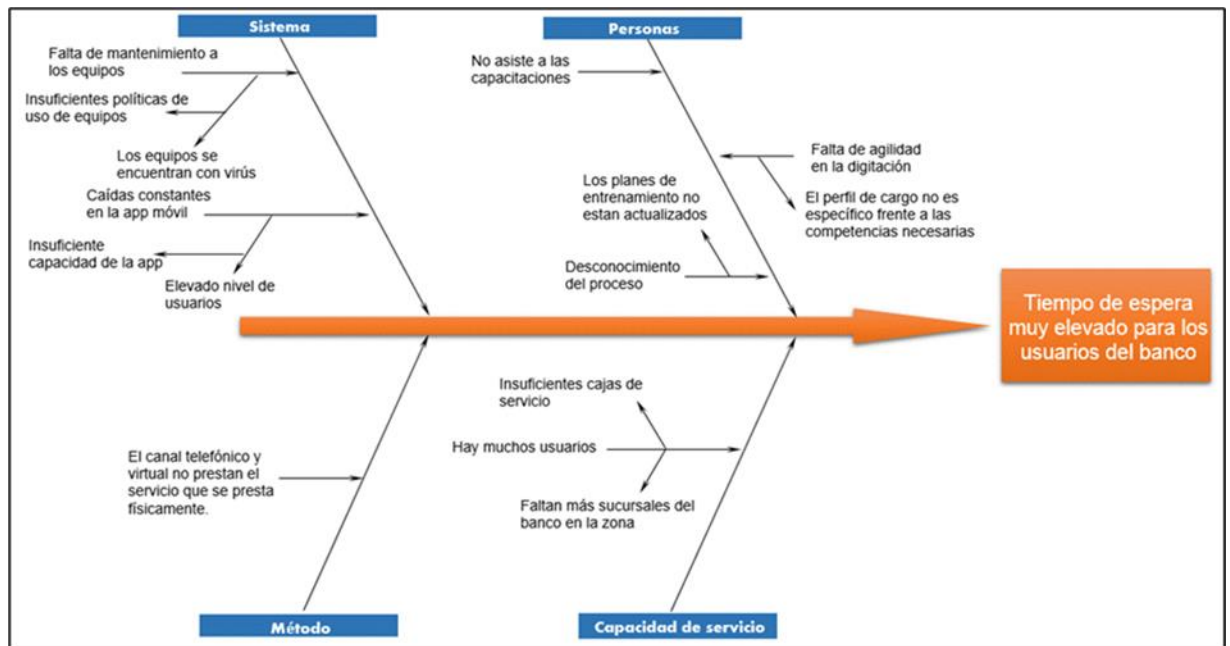 Sistema
Falta de mantenimiento a
los equipos
Insuficientes políticas de
uso de equipos
Los equipos se
encuentran con virús
Caídas constantes
en la app móvil
Insuficiente
capacidad de la app
Elevado nivel de
usuarios
Personas
No asiste a las
capacitaciones
Falta de agilidad
en la digitación
El perfil de cargo no es
específico frente a las
competencias necesarias
Los planes de
entrenamiento no
estan actualizados
Desconocimiento
del proceso
Tiempo de espera
muy elevado para los
usuarios del banco
El canal telefónico y
virtual no prestan el
servicio que se presta
físicamente.
Método
Insuficientes cajas de
servicio
Hay muchos usuarios
Faltan más sucursales del
banco en la zona
Capacidad de servicio